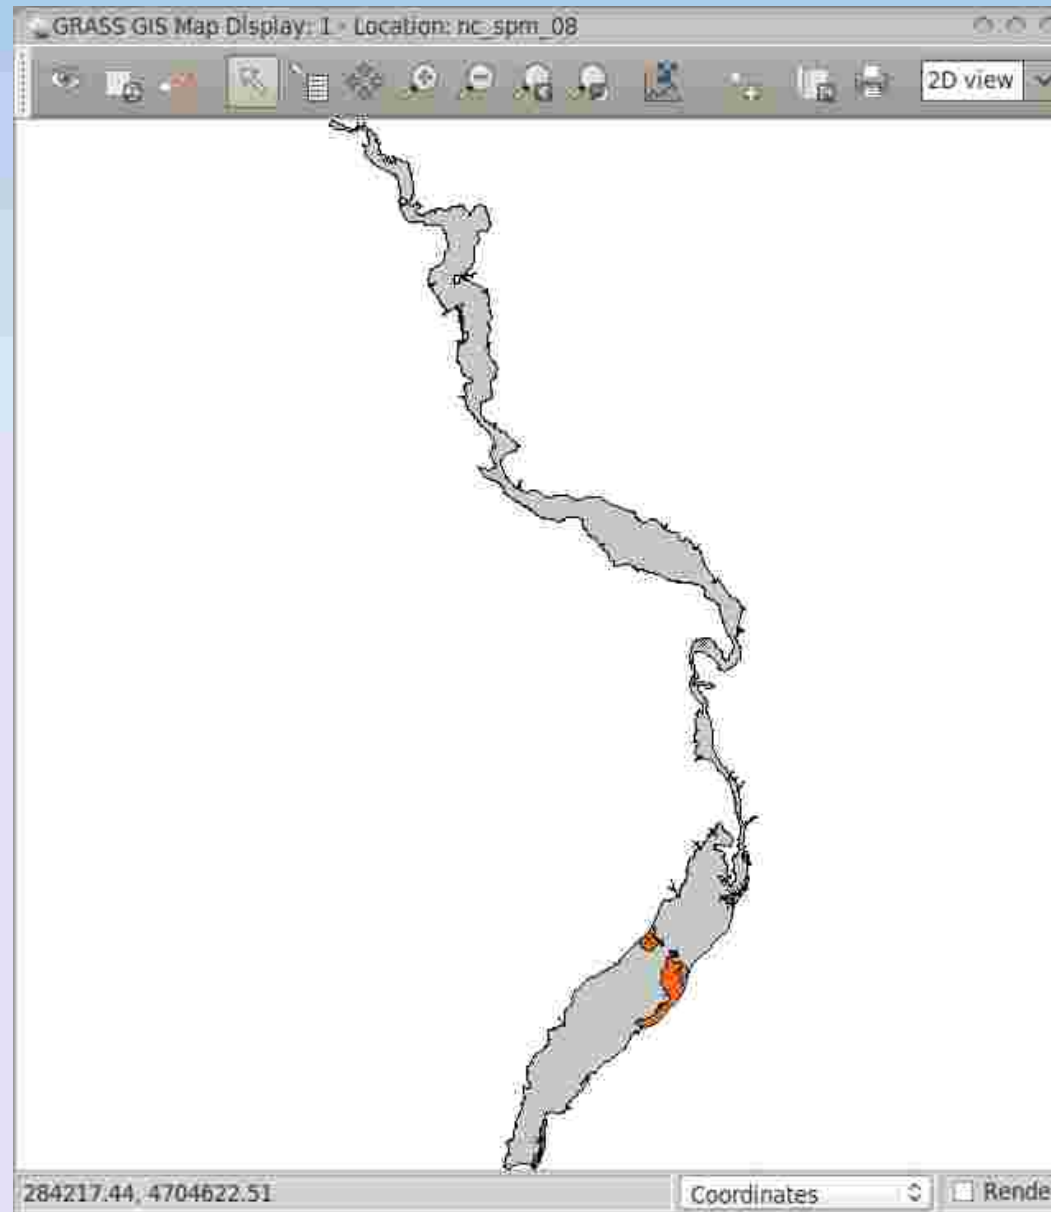 GRASS GIS Map Display: 1 - Location: nc_spm_08
2D view
284217.44, 4704622.51
Coordinates
Rende